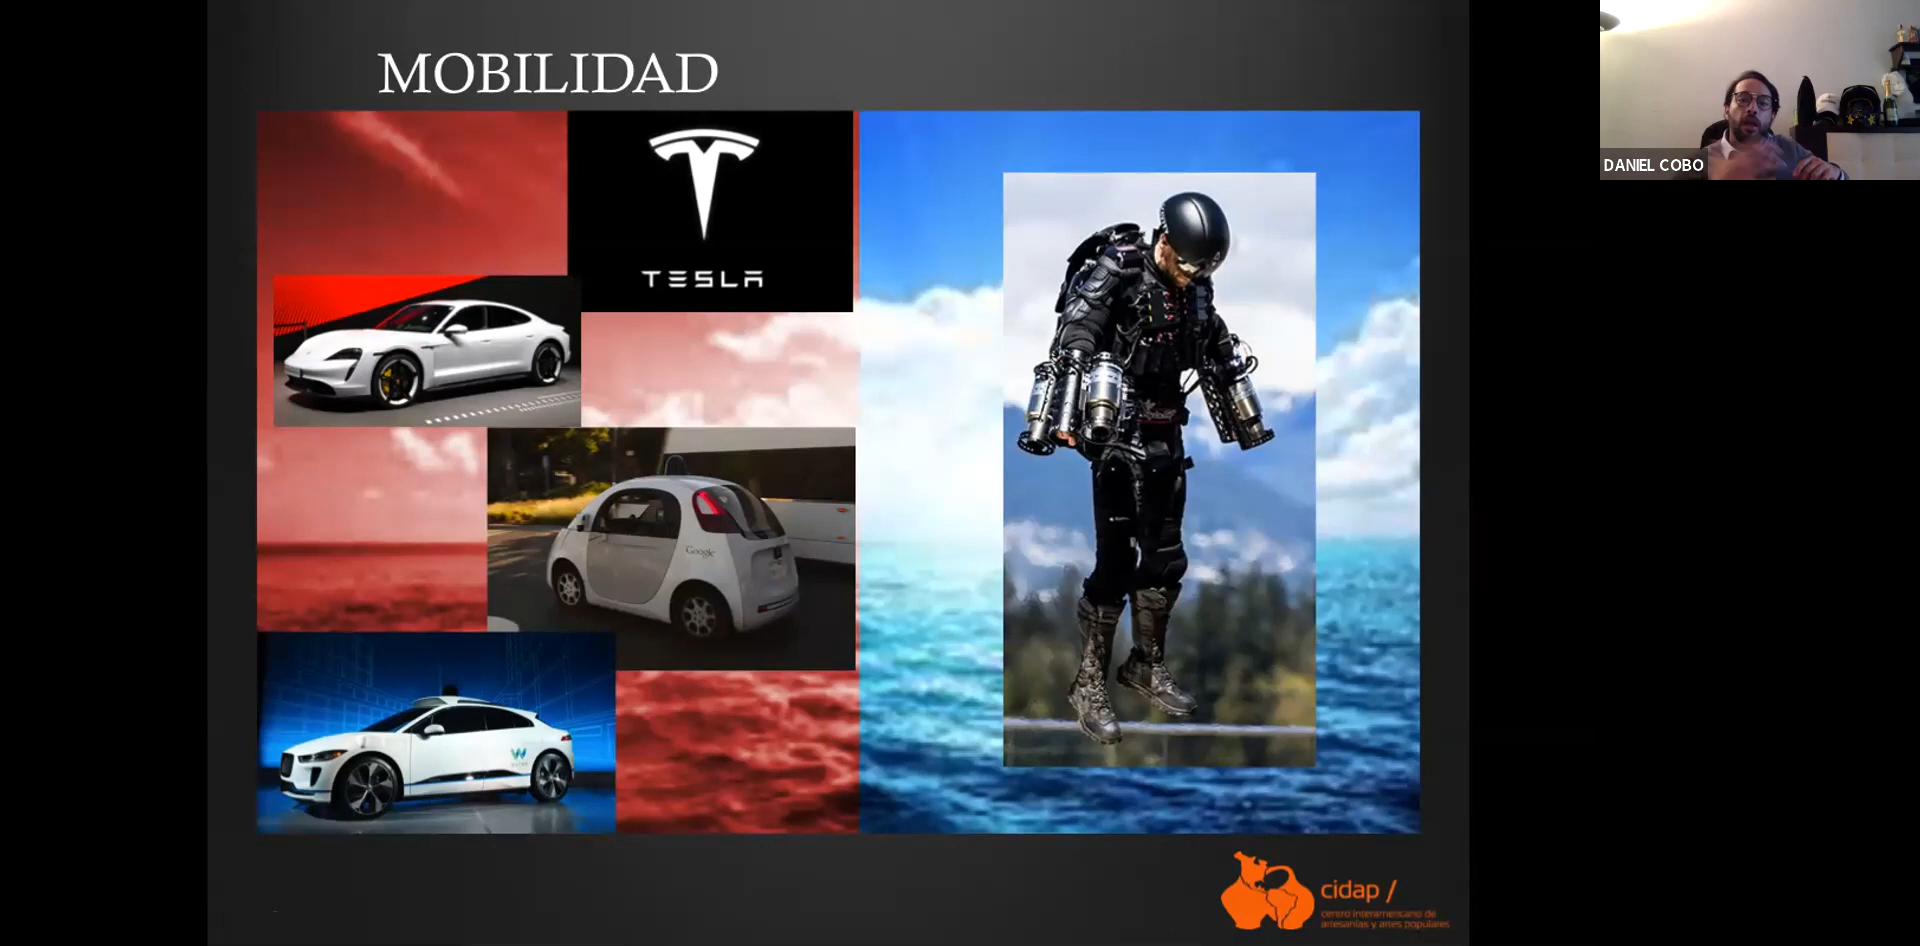 MOBILIDAD
TESLA
DANIEL COBO
Google
cidap /
centro interamericano de
artesanías y artes populares